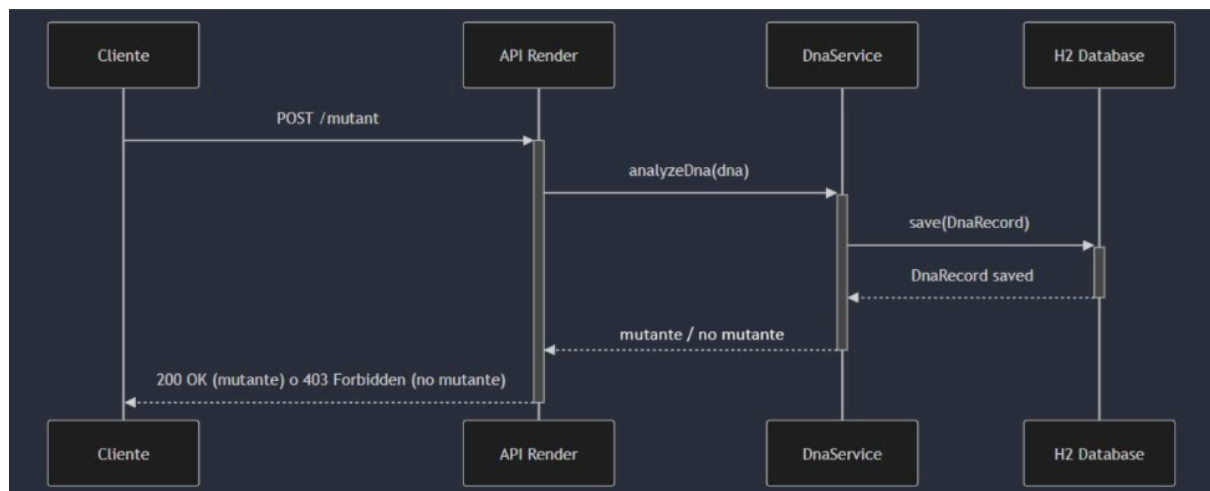 Cliente
API Render
DnaService
H2 Database
POST /mutant
analyzeDna(dna)
save(DnaRecord)
DnaRecord saved
mutante / no mutante
200 OK (mutante) o 403 Forbidden (no mutante)
Cliente
API Render
DnaService
H2 Database